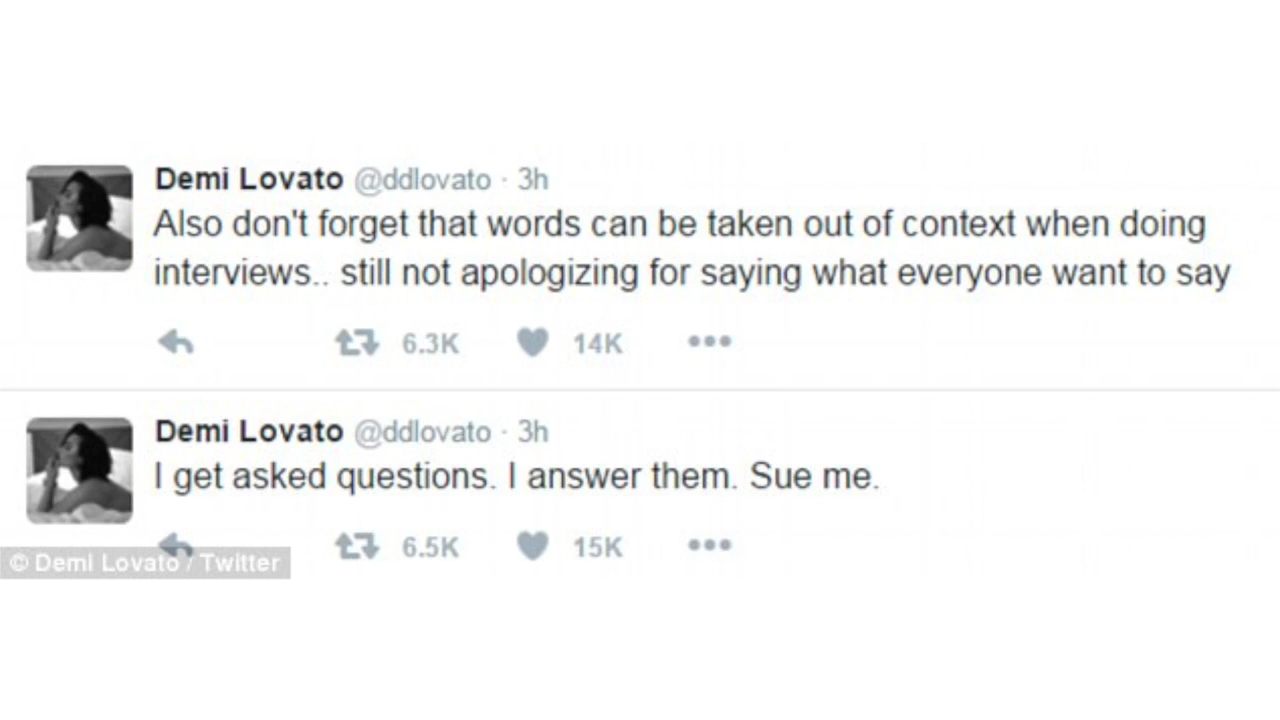 Demi Lovato @ddlovato · 3h
Also don't forget that words can be taken out of context when doing
interviews.. still not apologizing for saying what everyone want to say
6.3K 14K •••
Demi Lovato @ddlovato · 3h
I get asked questions. I answer them. Sue me.
6.5K 15K •••
© Demi Lovato / Twitter